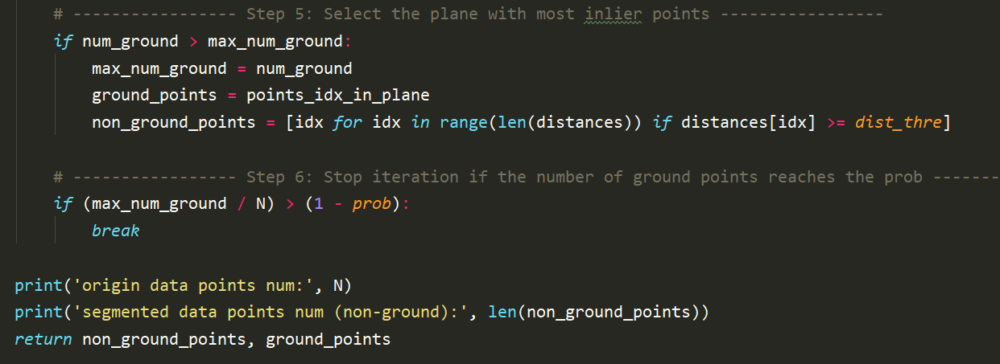 # ----------------- Step 5: Select the plane with most inlier points -----------------
if num_ground > max_num_ground:
max_num_ground = num_ground
ground_points = points_idx_in_plane
non_ground_points = [idx for idx in range(len(distances)) if distances[idx] >= dist_thre]
# ----------------- Step 6: Stop iteration if the number of ground points reaches the prob -------
if (max_num_ground / N) > (1 - prob):
break
print('origin data points num:', N)
print('segmented data points num (non-ground):', len(non_ground_points))
return non_ground_points, ground_points